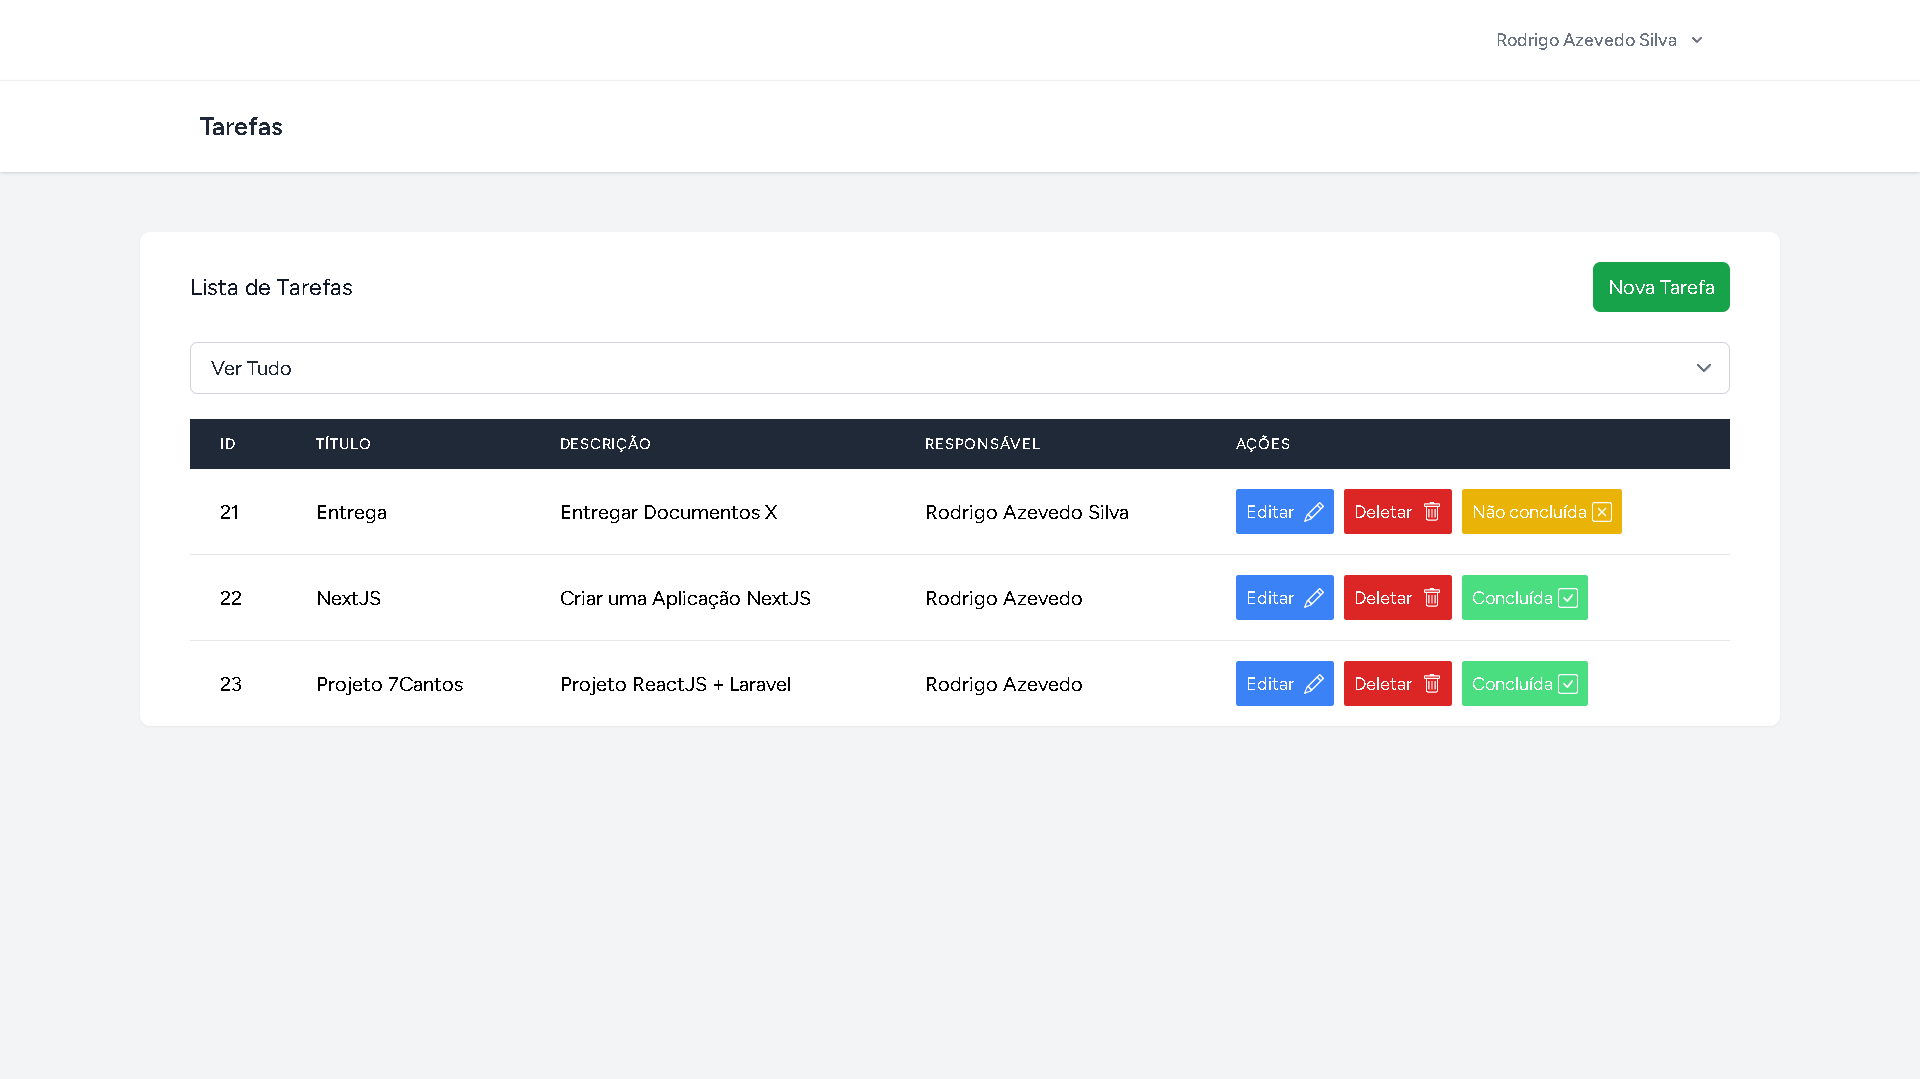 Rodrigo Azevedo Silva
Tarefas
Lista de Tarefas
Nova Tarefa
Ver Tudo
ID TÍTULO DESCRIÇÃO RESPONSÁVEL AÇÕES
21 Entrega Entregar Documentos X Rodrigo Azevedo Silva Editar Deletar Não concluída
22 NextJS Criar uma Aplicação NextJS Rodrigo Azevedo Editar Deletar Concluída
23 Projeto 7Cantos Projeto ReactJS + Laravel Rodrigo Azevedo Editar Deletar Concluída